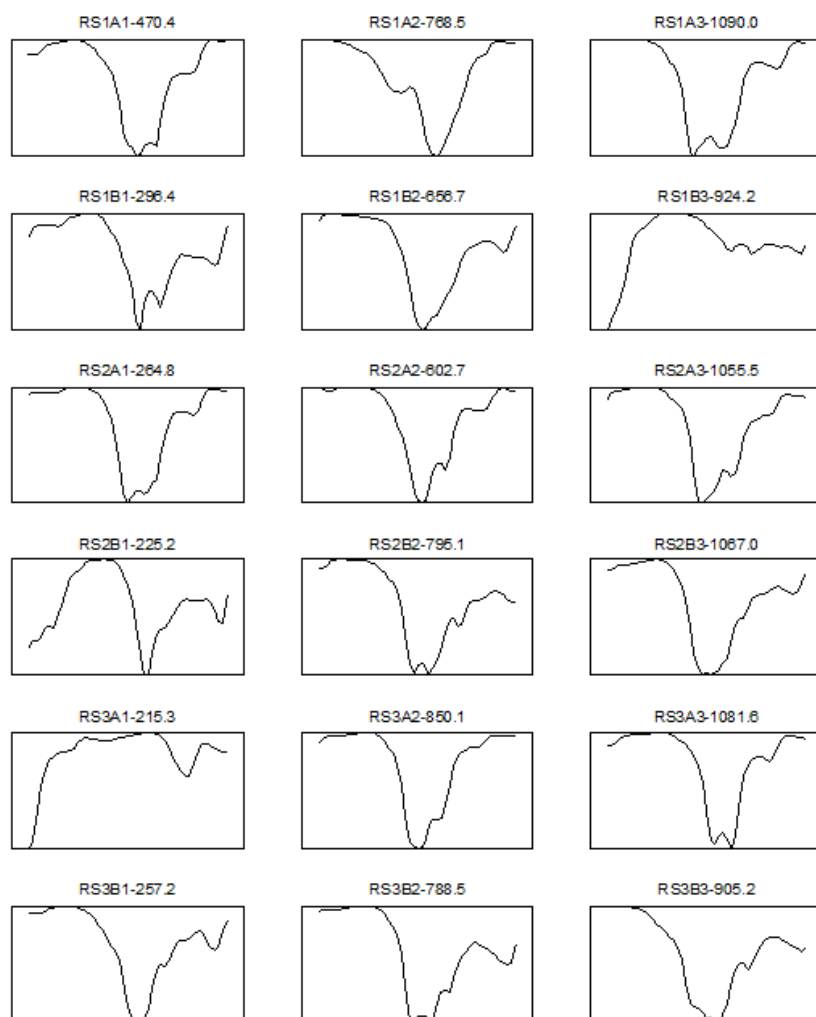 RS1A1-470.4 RS1A2-768.5 RS1A3-1090.0
RS1B1-296.4 RS1B2-656.7 RS1B3-924.2
RS2A1-264.8 RS2A2-602.7 RS2A3-1055.5
RS2B1-225.2 RS2B2-795.1 RS2B3-1067.0
RS3A1-215.3 RS3A2-850.1 RS3A3-1081.6
RS3B1-257.2 RS3B2-788.5 RS3B3-905.2